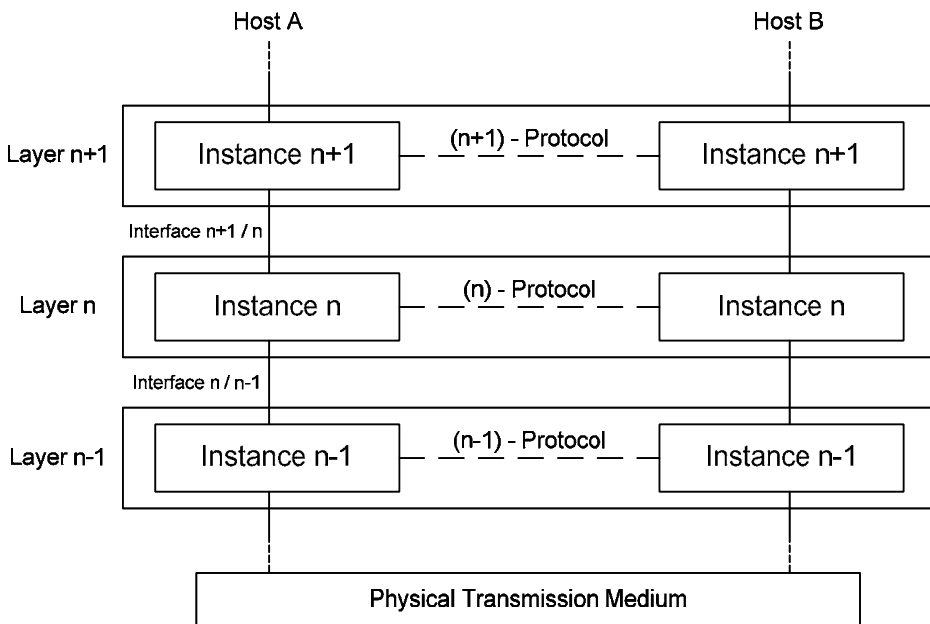 Host A
Host B
Layer n+1
Instance n+1
(n+1) - Protocol
Instance n+1
Interface n+1 / n
Layer n
Instance n
(n) - Protocol
Instance n
Interface n / n-1
Layer n-1
Instance n-1
(n-1) - Protocol
Instance n-1
Physical Transmission Medium